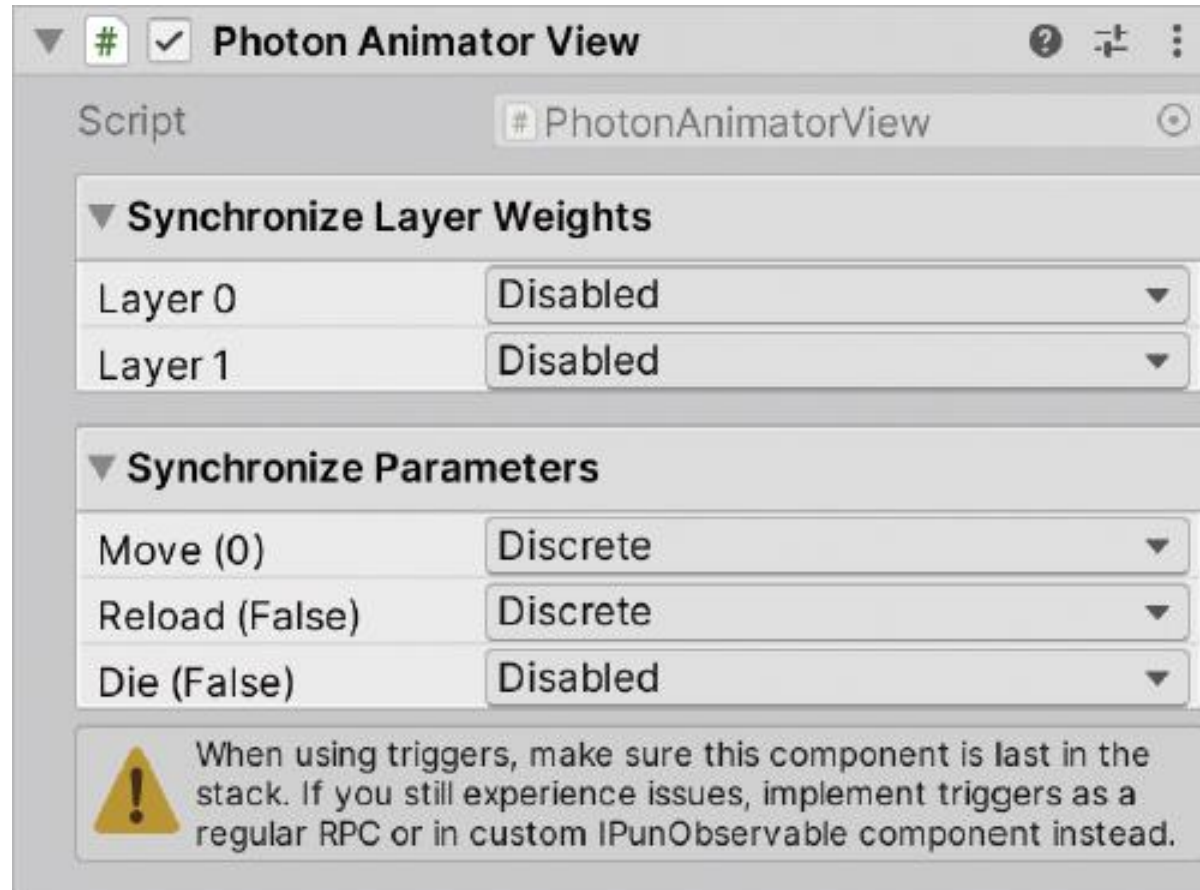 # Photon Animator View ?
Script # PhotonAnimatorView
Synchronize Layer Weights
Layer 0 Disabled
Layer 1 Disabled
Synchronize Parameters
Move (0) Discrete
Reload (False) Discrete
Die (False) Disabled
When using triggers, make sure this component is last in the
stack. If you still experience issues, implement triggers as a
regular RPC or in custom IPunObservable component instead.